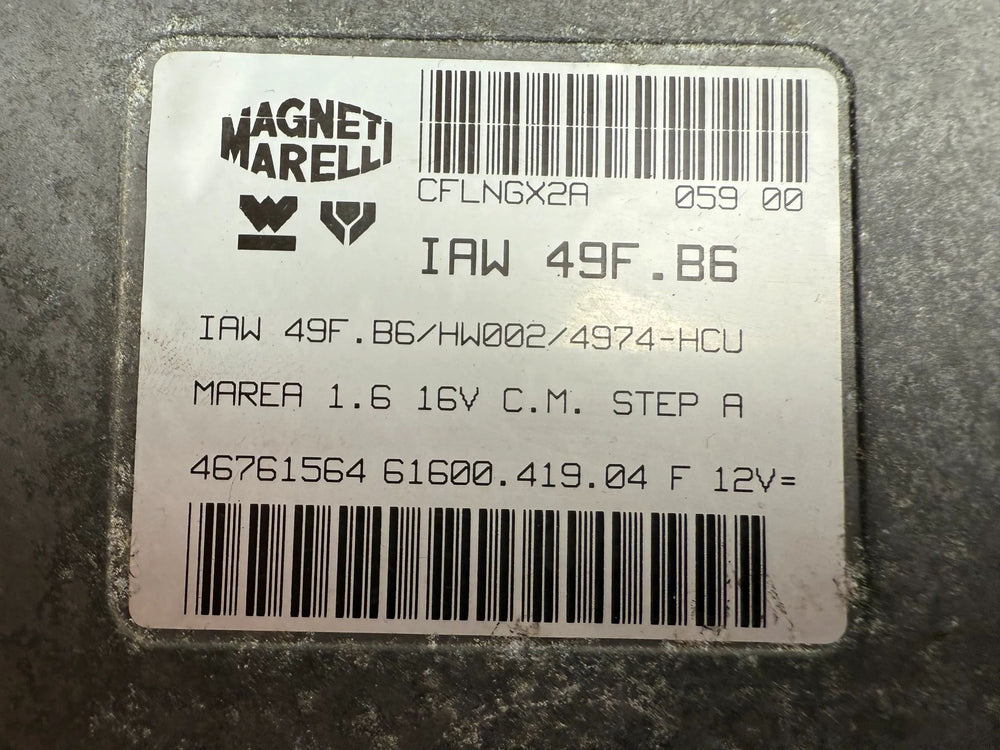 MAGNETI
MARELLI
CFLNGX2A 059 00
IAW 49F.B6
IAW 49F.B6/HW002/4974-HCU
MAREA 1.6 16V C.M. STEP A
46761564 61600.419.04 F 12V=